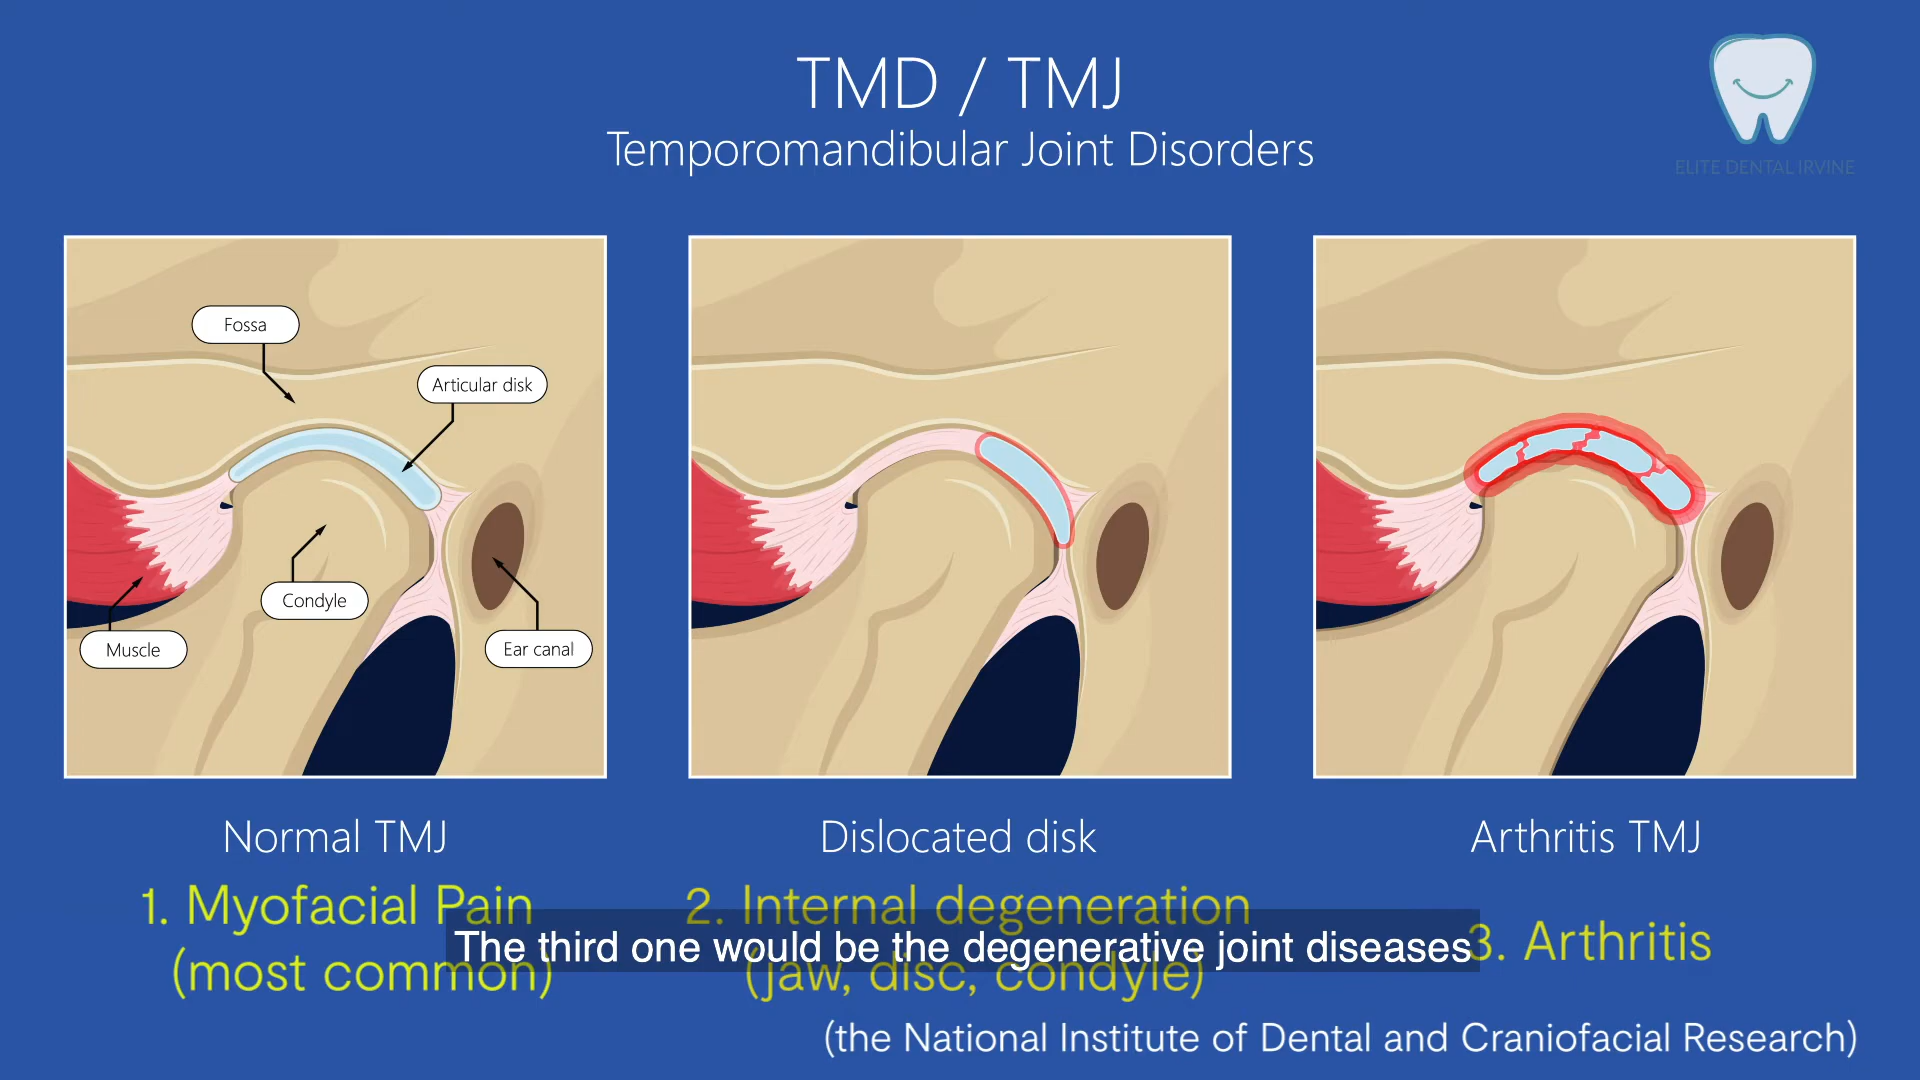 TMD / TMJ
Temporomandibular Joint Disorders
ELITE DENTAL IRVINE
Fossa
Articular disk
Condyle
Muscle
Ear canal
Normal TMJ
Dislocated disk
Arthritis TMJ
1. Myofacial Pain
(most common)
2. Internal degeneration
(jaw, disc, condyle)
3. Arthritis
The third one would be the degenerative joint diseases
(the National Institute of Dental and Craniofacial Research)